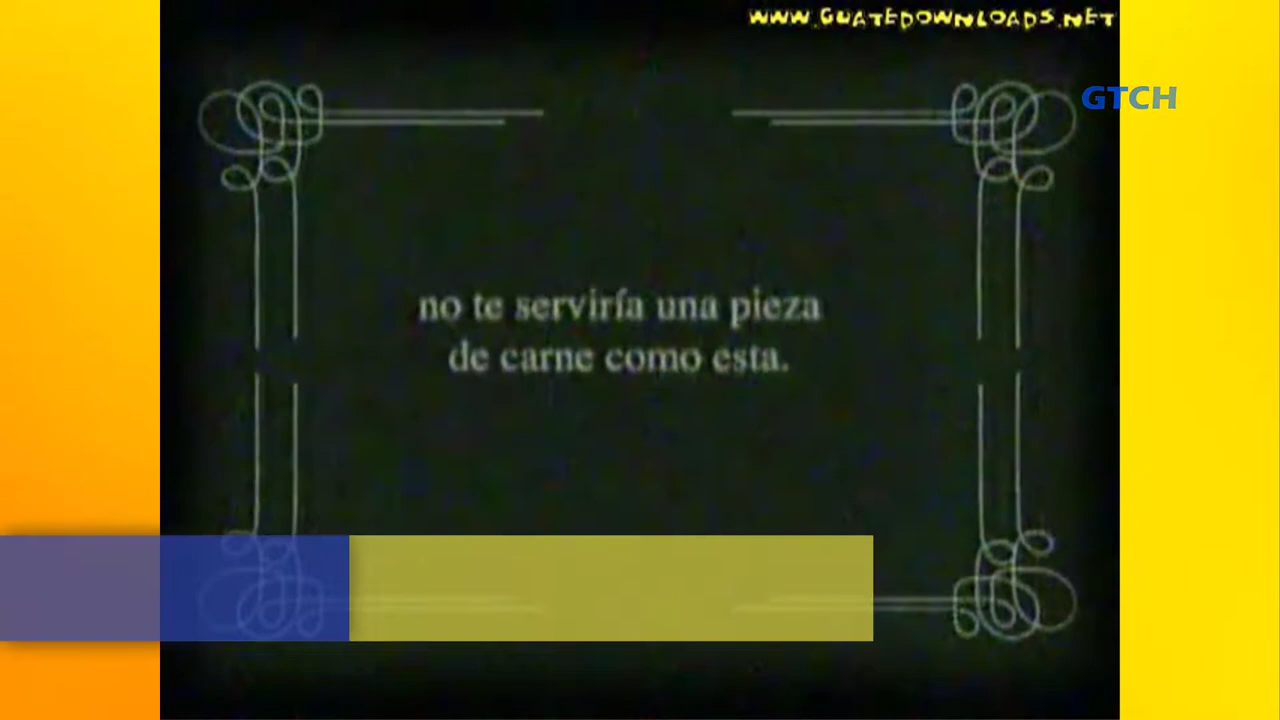 WWW.GUATEDOWNLOADS.NET
GTCH
no te serviría una pieza
de carne como esta.